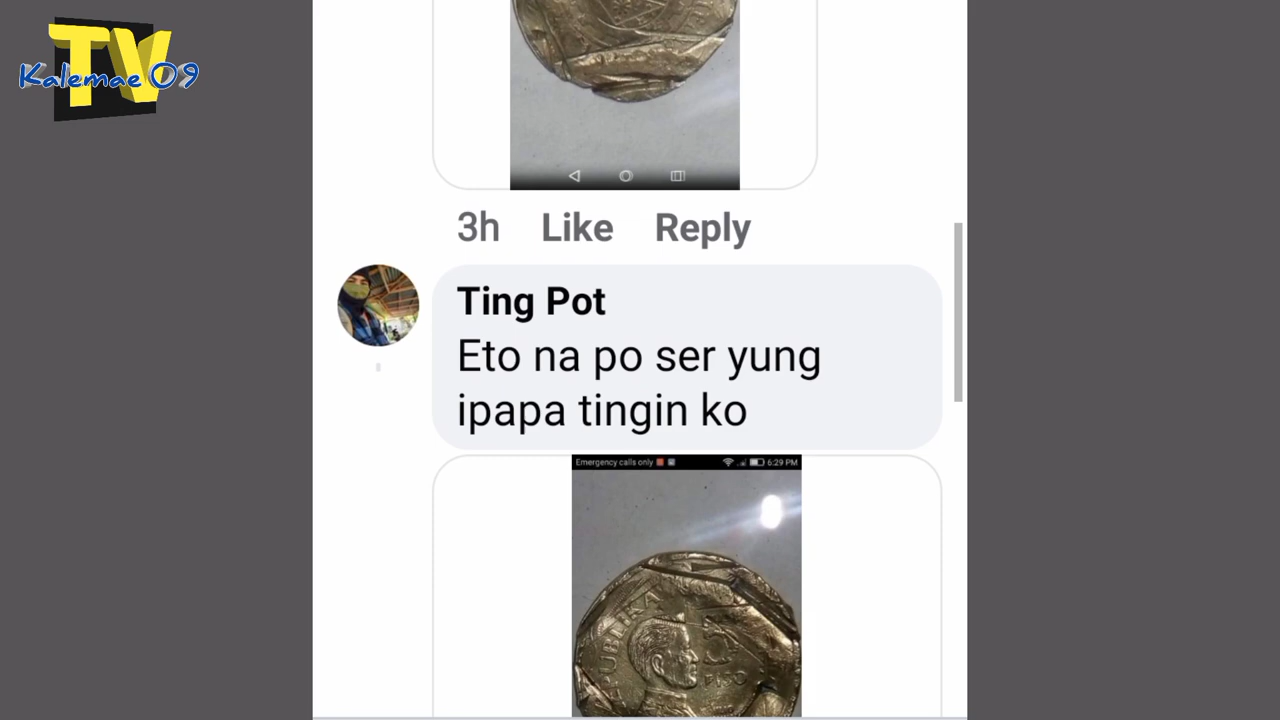 TV
Kalemae 09
3h Like Reply
Ting Pot
Eto na po ser yung
ipapa tingin ko
Emergency calls only 6:29 PM
PUBLIKA
PISO